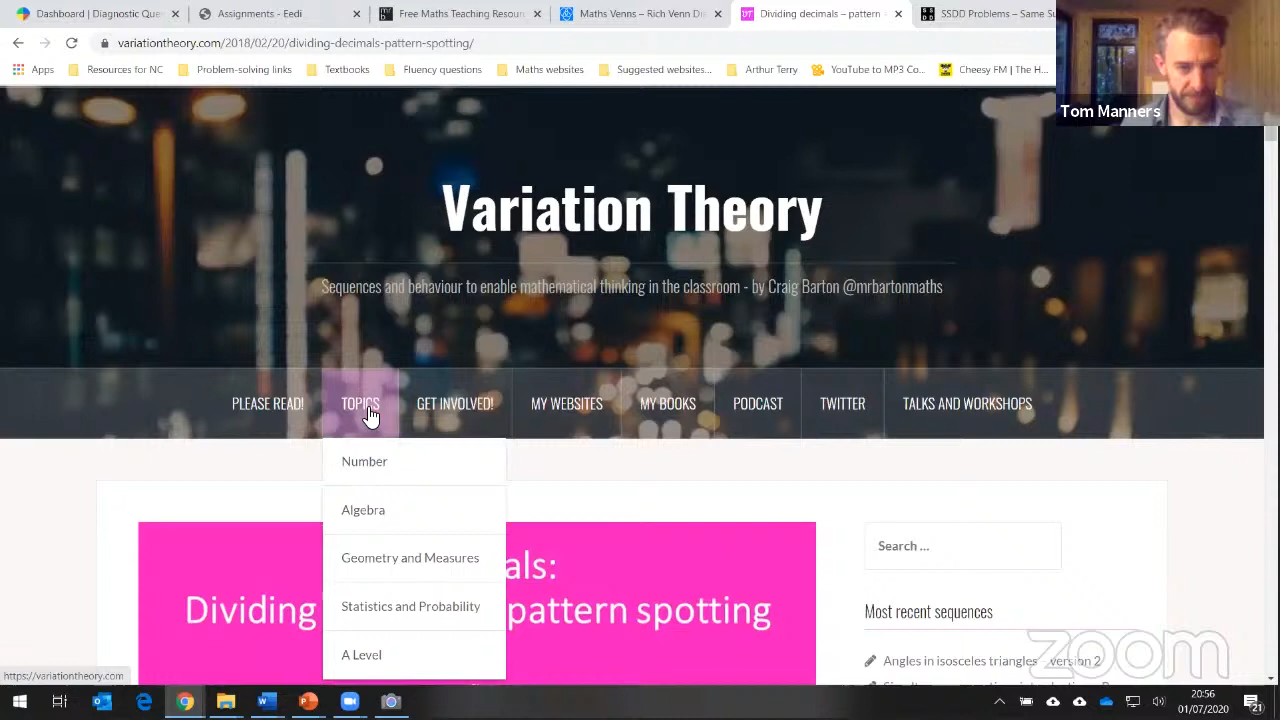 Eedi | Diagnostic Que
Free Maths Teaching Resour
Maths Venn – Rich Venn D
Dividing decimals – pattern
SSDD Problems – Same S
variationtheory.com/2018/02/20/dividing-decimals-pattern-spotting/
Apps
Resources for NC
Problem-solving links
Textbooks
Fluency questions
Maths websites
Suggested websites...
Arthur Terry
YouTube to MP3 Co...
Cheesy FM | The H...
Tom Manners
Variation Theory
Sequences and behaviour to enable mathematical thinking in the classroom - by Craig Barton @mrbartonmaths
PLEASE READ!
TOPICS
GET INVOLVED!
MY WEBSITES
MY BOOKS
PODCAST
TWITTER
TALKS AND WORKSHOPS
Number
Algebra
Geometry and Measures
Statistics and Probability
A Level
als:
Dividing
pattern spotting
Search ...
Most recent sequences
Angles in isosceles triangles – version 2
zoom
https://variationtheory.com
20:56
01/07/2020
21